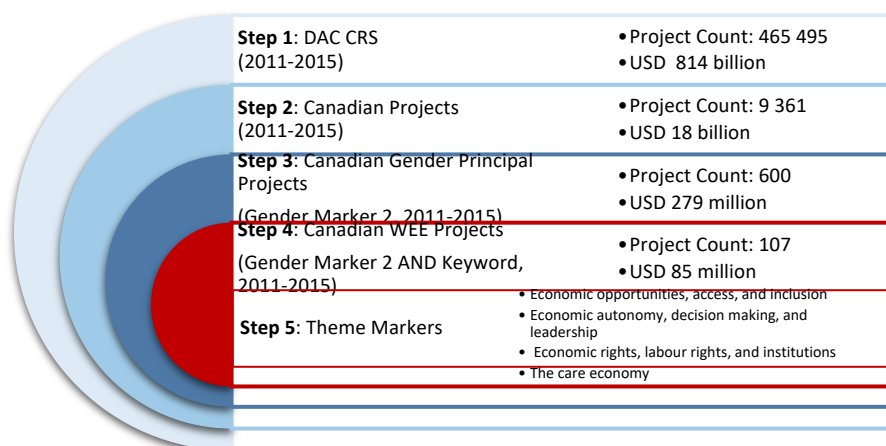 Step 1: DAC CRS
(2011-2015)
•Project Count: 465 495
•USD  814 billion
Step 2: Canadian Projects
(2011-2015)
•Project Count: 9 361
•USD 18 billion
Step 3: Canadian Gender Principal
Projects
(Gender Marker 2, 2011-2015)
•Project Count: 600
•USD 279 million
Step 4: Canadian WEE Projects
(Gender Marker 2 AND Keyword,
2011-2015)
•Project Count: 107
•USD 85 million
Step 5: Theme Markers
• Economic opportunities, access, and inclusion
• Economic autonomy, decision making, and
leadership
• Economic rights, labour rights, and institutions
• The care economy